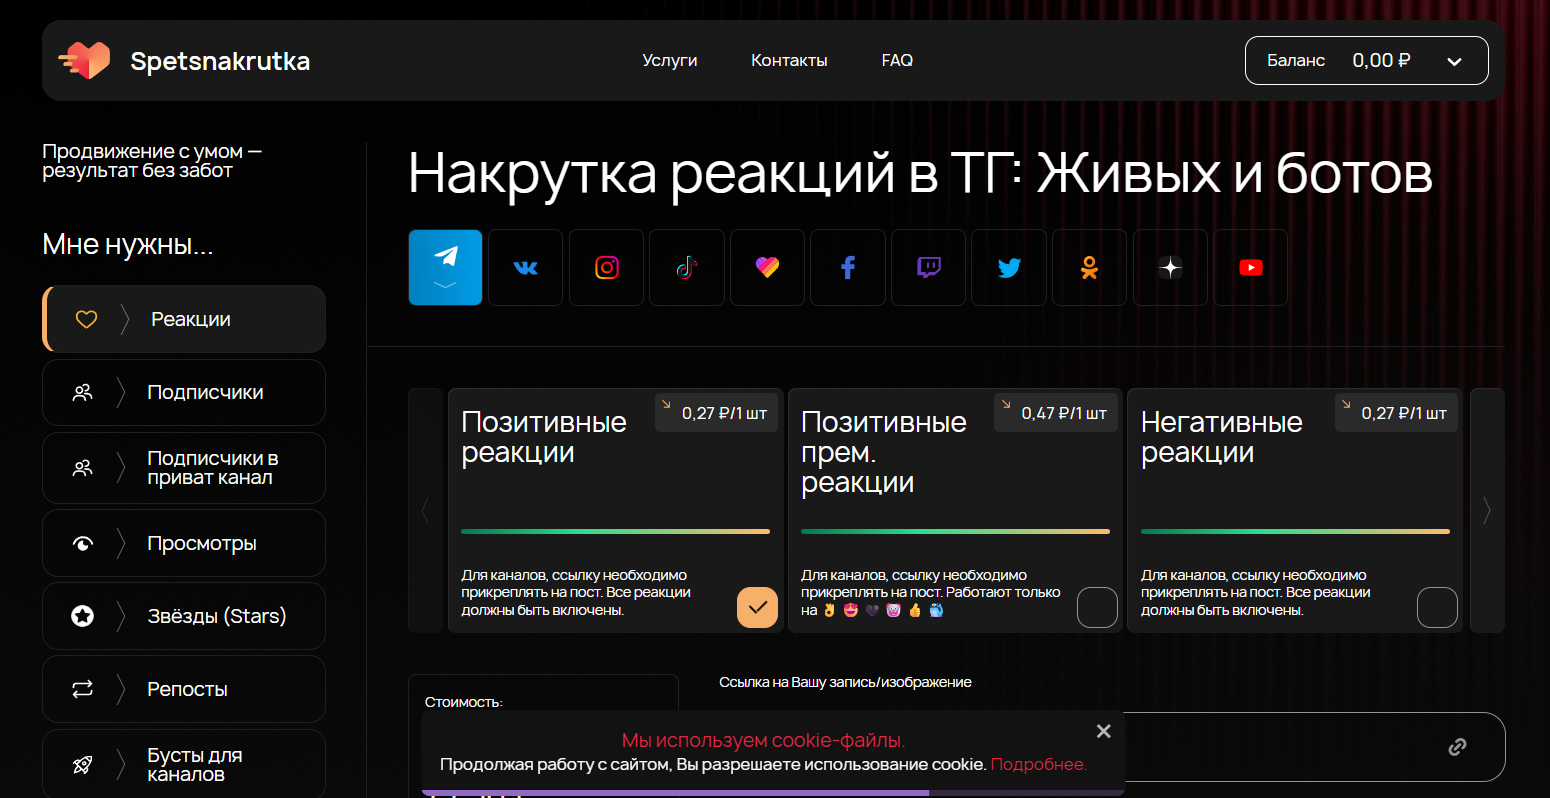 Spetsnakrutka
Услуги
Контакты
FAQ
Баланс 0,00 ₽
Продвижение с умом —
результат без забот
Мне нужны...
Реакции
Подписчики
Подписчики в
приват канал
Просмотры
Звёзды (Stars)
Репосты
Бусты для
каналов
Накрутка реакций в ТГ: Живых и ботов
Позитивные
реакции
0,27 ₽/1 шт
Для каналов, ссылку необходимо
прикреплять на пост. Все реакции
должны быть включены.
Позитивные
прем.
реакции
0,47 ₽/1 шт
Для каналов, ссылку необходимо
прикреплять на пост. Работают только
на 👌 🤩 🖤 🤡 👍 🥶
Негативные
реакции
0,27 ₽/1 шт
Для каналов, ссылку необходимо
прикреплять на пост. Все реакции
должны быть включены.
Стоимость:
Ссылка на Вашу запись/изображение
Мы используем cookie-файлы.
Продолжая работу с сайтом, Вы разрешаете использование cookie. Подробнее.